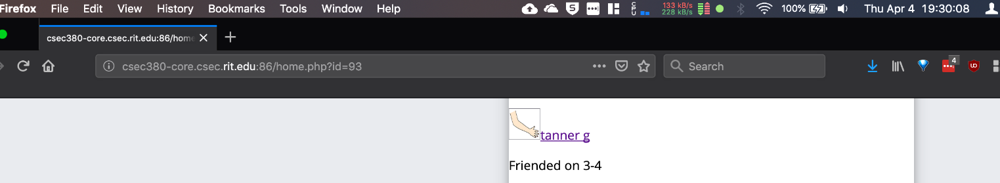 Firefox File Edit View History Bookmarks Tools Window Help S CPU 133 kB/s 228 kB/s 100% Thu Apr 4 19:30:08
csec380-core.csec.rit.edu:86/home
csec380-core.csec.rit.edu:86/home.php?id=93 Search 4
tanner g
Friended on 3-4